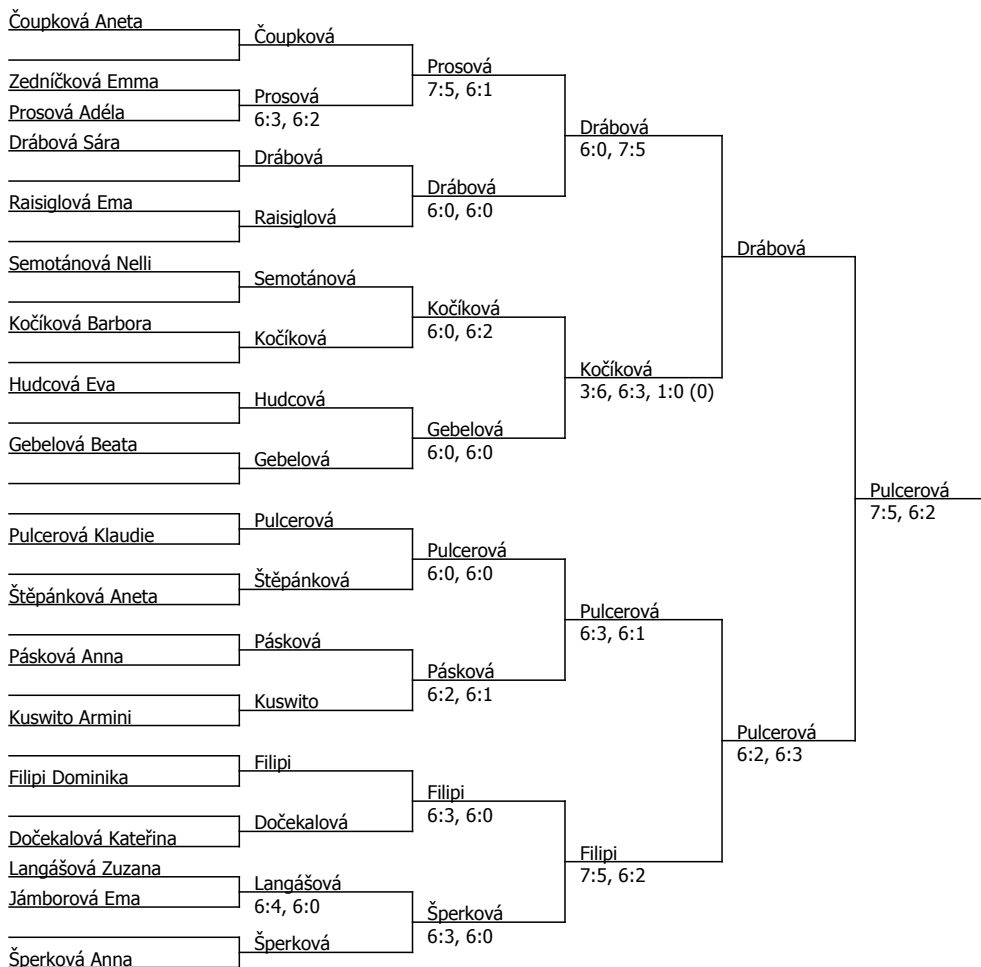 Čoupková Aneta
Čoupková
Prosová
7:5, 6:1
Zedníčková Emma
Prosová
6:3, 6:2
Prosová Adéla
Drábová
6:0, 7:5
Drábová Sára
Drábová
Drábová
6:0, 6:0
Raisiglová Ema
Raisiglová
Drábová
Semotánová Nelli
Semotánová
Kočíková
6:0, 6:2
Kočíková Barbora
Kočíková
Kočíková
3:6, 6:3, 1:0 (0)
Hudcová Eva
Hudcová
Gebelová
6:0, 6:0
Gebelová Beata
Gebelová
Pulcerová
7:5, 6:2
Pulcerová
Pulcerová Klaudie
Pulcerová
6:0, 6:0
Štěpánková
Štěpánková Aneta
Pulcerová
6:3, 6:1
Pásková
Pásková Anna
Pásková
6:2, 6:1
Kuswito
Kuswito Armini
Pulcerová
6:2, 6:3
Filipi
Filipi Dominika
Filipi
6:3, 6:0
Dočekalová
Dočekalová Kateřina
Filipi
7:5, 6:2
Langášová Zuzana
Langášová
6:4, 6:0
Jámborová Ema
Šperková
6:3, 6:0
Šperková
Šperková Anna